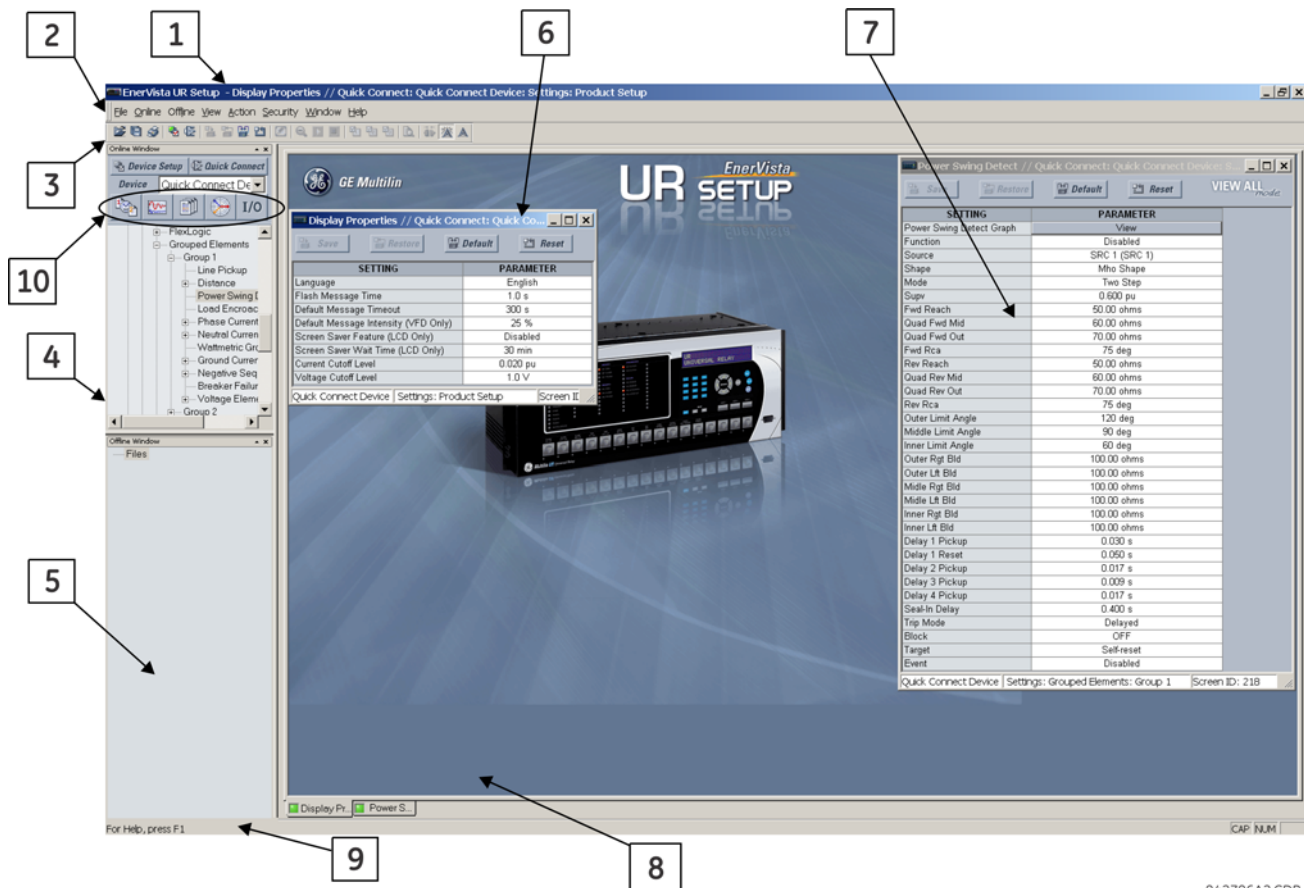 2
1
6
7
EnerVista UR Setup - Display Properties // Quick Connect: Quick Connect Device: Settings: Product Setup
File Online Offline View Action Security Window Help
3
Online Window
Device Setup Quick Connect
Device Quick Connect De
I/O
10
FlexLogic
Grouped Elements
Group 1
Line Pickup
Distance
Power Swing D
Load Encroac
Phase Current
Neutral Curren
Wattmetric Gro
Ground Currer
Negative Seq
Breaker Failur
Voltage Eleme
Group 2
4
Offline Window
Files
5
GE Multilin
EnerVista
UR SETUP
Display Properties // Quick Connect: Quick Co...
Save Restore Default Reset
SETTING PARAMETER
Language English
Flash Message Time 1.0 s
Default Message Timeout 300 s
Default Message Intensity (VFD Only) 25 %
Screen Saver Feature (LCD Only) Disabled
Screen Saver Wait Time (LCD Only) 30 min
Current Cutoff Level 0.020 pu
Voltage Cutoff Level 1.0 V
Quick Connect Device Settings: Product Setup Screen II
UR
UNIVERSAL RELAY
Power Swing Detect // Quick Connect: Quick Connect Device: S...
Save Restore Default Reset VIEW ALL mode
SETTING PARAMETER
Power Swing Detect Graph View
Function Disabled
Source SRC 1 (SRC 1)
Shape Mho Shape
Mode Two Step
Supv 0.600 pu
Fwd Reach 50.00 ohms
Quad Fwd Mid 60.00 ohms
Quad Fwd Out 70.00 ohms
Fwd Rca 75 deg
Rev Reach 50.00 ohms
Quad Rev Mid 60.00 ohms
Quad Rev Out 70.00 ohms
Rev Rca 75 deg
Outer Limit Angle 120 deg
Middle Limit Angle 90 deg
Inner Limit Angle 60 deg
Outer Rgt Bld 100.00 ohms
Outer Lft Bld 100.00 ohms
Midle Rgt Bld 100.00 ohms
Midle Lft Bld 100.00 ohms
Inner Rgt Bld 100.00 ohms
Inner Lft Bld 100.00 ohms
Delay 1 Pickup 0.030 s
Delay 1 Reset 0.050 s
Delay 2 Pickup 0.017 s
Delay 3 Pickup 0.009 s
Delay 4 Pickup 0.017 s
Seal-In Delay 0.400 s
Trip Mode Delayed
Block OFF
Target Self-reset
Event Disabled
Quick Connect Device Settings: Grouped Elements: Group 1 Screen ID: 218
Display Pr... Power S...
For Help, press F1
CAP NUM
9
8